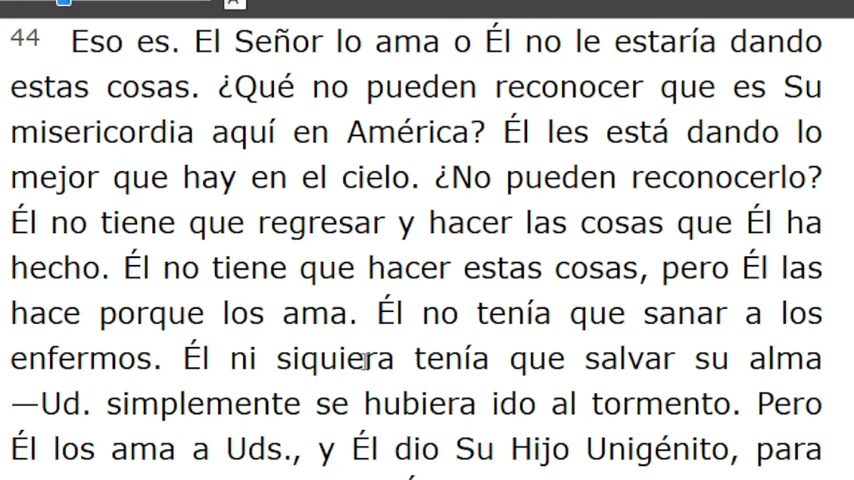 44 Eso es. El Señor lo ama o Él no le estaría dando
estas cosas. ¿Qué no pueden reconocer que es Su
misericordia aquí en América? Él les está dando lo
mejor que hay en el cielo. ¿No pueden reconocerlo?
Él no tiene que regresar y hacer las cosas que Él ha
hecho. Él no tiene que hacer estas cosas, pero Él las
hace porque los ama. Él no tenía que sanar a los
enfermos. Él ni siquiera tenía que salvar su alma
—Ud. simplemente se hubiera ido al tormento. Pero
Él los ama a Uds., y Él dio Su Hijo Unigénito, para